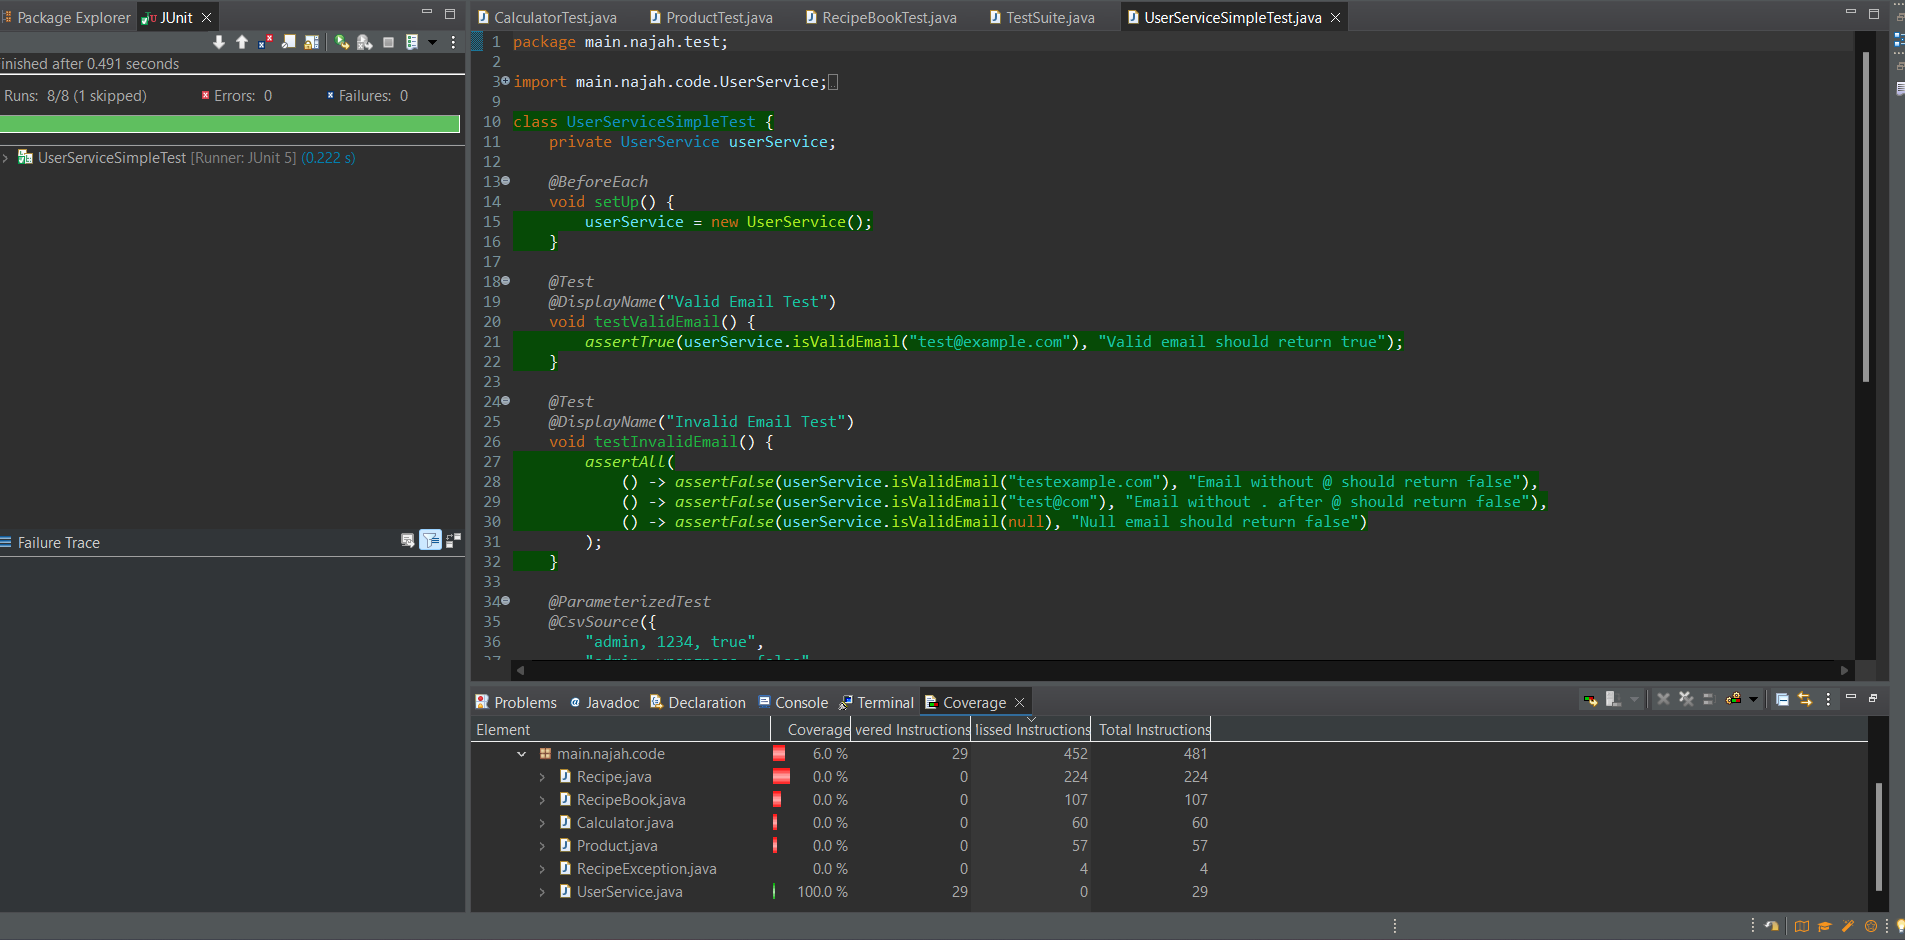 Package Explorer
JUnit
inished after 0.491 seconds
Runs: 8/8 (1 skipped)
Errors: 0
Failures: 0
UserServiceSimpleTest [Runner: JUnit 5] (0.222 s)
Failure Trace
CalculatorTest.java
ProductTest.java
RecipeBookTest.java
TestSuite.java
UserServiceSimpleTest.java
1 package main.najah.test;
2
3 import main.najah.code.UserService;
9
10 class UserServiceSimpleTest {
11 private UserService userService;
12
13 @BeforeEach
14 void setUp() {
15 userService = new UserService();
16 }
17
18 @Test
19 @DisplayName("Valid Email Test")
20 void testValidEmail() {
21 assertTrue(userService.isValidEmail("test@example.com"), "Valid email should return true");
22 }
23
24 @Test
25 @DisplayName("Invalid Email Test")
26 void testInvalidEmail() {
27 assertAll(
28 () -> assertFalse(userService.isValidEmail("testexample.com"), "Email without @ should return false"),
29 () -> assertFalse(userService.isValidEmail("test@com"), "Email without . after @ should return false"),
30 () -> assertFalse(userService.isValidEmail(null), "Null email should return false")
31 );
32 }
33
34 @ParameterizedTest
35 @CsvSource({
36 "admin, 1234, true",
Problems
Javadoc
Declaration
Console
Terminal
Coverage
Element Coverage vered Instructions lissed Instructions Total Instructions
main.najah.code 6.0 % 29 452 481
Recipe.java 0.0 % 0 224 224
RecipeBook.java 0.0 % 0 107 107
Calculator.java 0.0 % 0 60 60
Product.java 0.0 % 0 57 57
RecipeException.java 0.0 % 0 4 4
UserService.java 100.0 % 29 0 29